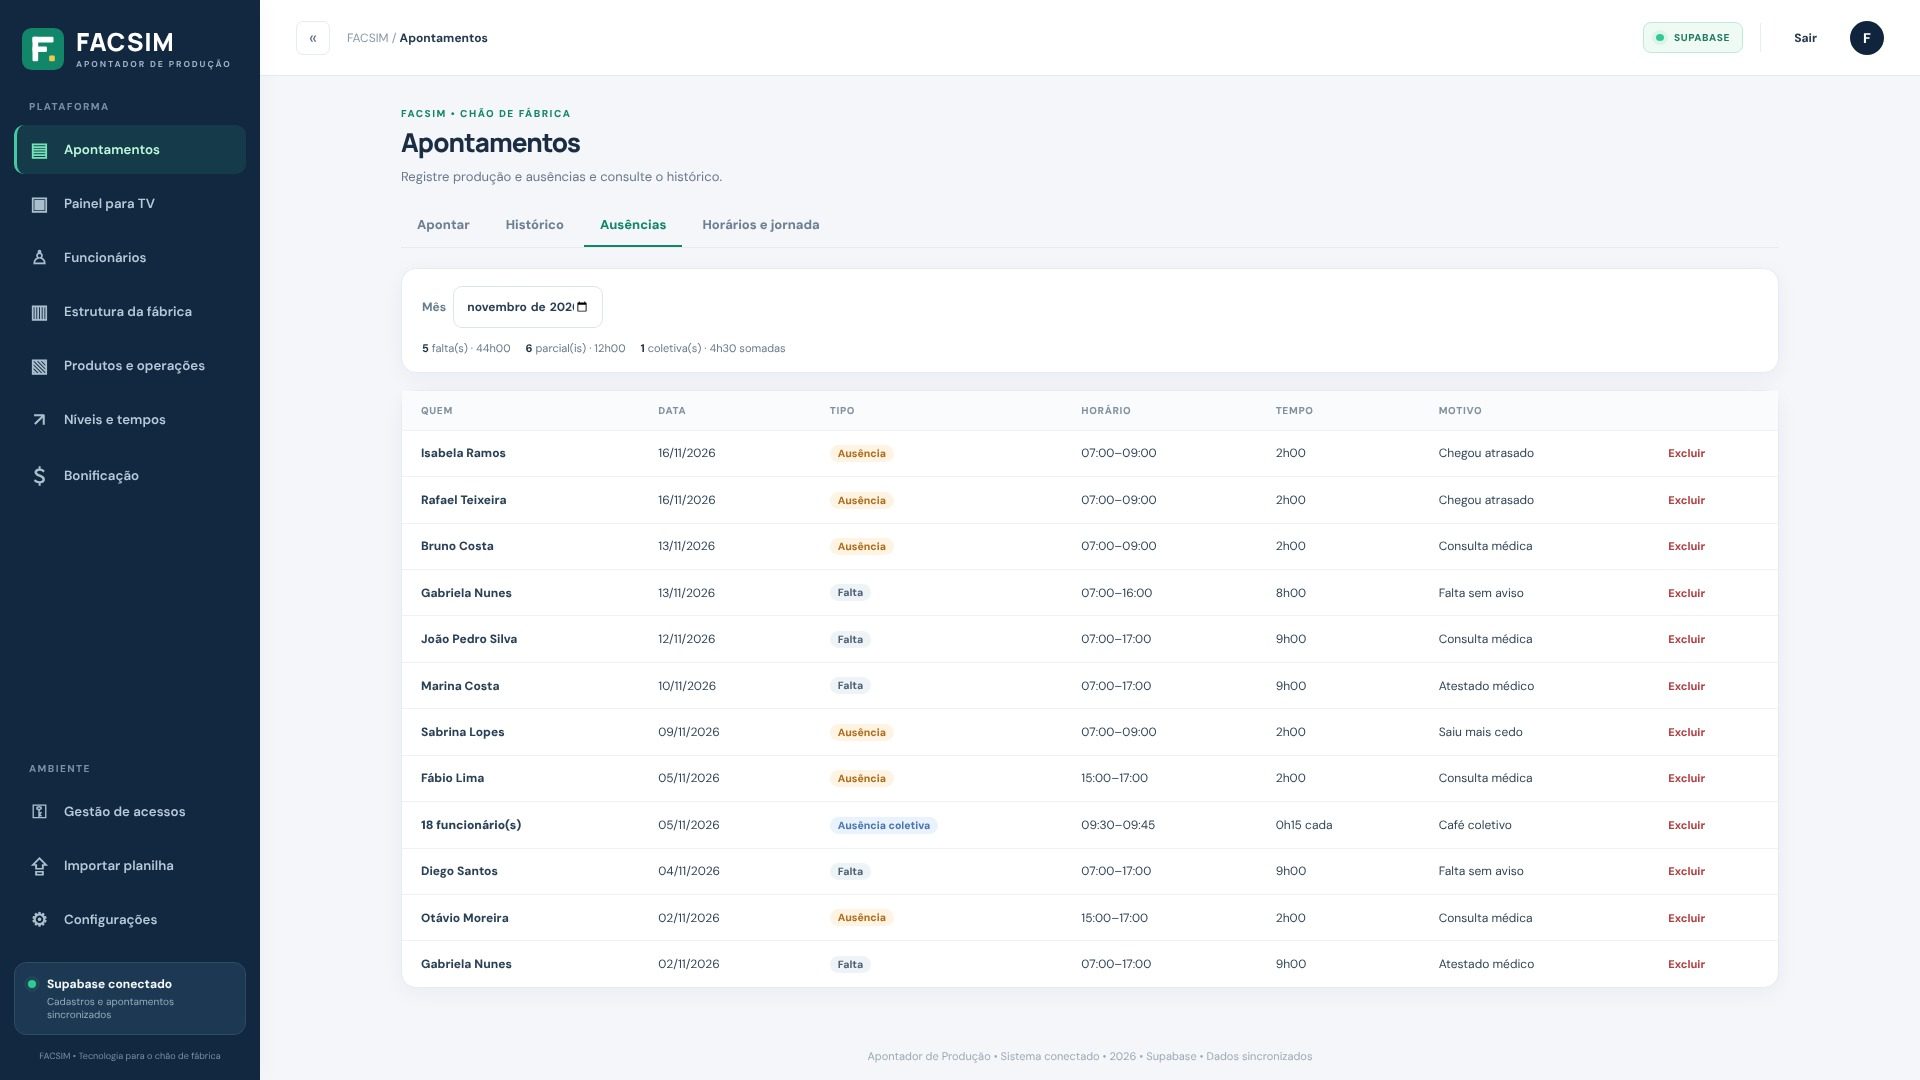 FACSIM
APONTADOR DE PRODUÇÃO
PLATAFORMA
Apontamentos
Painel para TV
Funcionários
Estrutura da fábrica
Produtos e operações
Níveis e tempos
Bonificação
AMBIENTE
Gestão de acessos
Importar planilha
Configurações
Supabase conectado
Cadastros e apontamentos
sincronizados
FACSIM • Tecnologia para o chão de fábrica
« FACSIM / Apontamentos
SUPABASE Sair F
FACSIM • CHÃO DE FÁBRICA
Apontamentos
Registre produção e ausências e consulte o histórico.
Apontar Histórico Ausências Horários e jornada
Mês novembro de 202
5 falta(s) · 44h00 6 parcial(is) · 12h00 1 coletiva(s) · 4h30 somadas
QUEM DATA TIPO HORÁRIO TEMPO MOTIVO
Isabela Ramos 16/11/2026 Ausência 07:00–09:00 2h00 Chegou atrasado Excluir
Rafael Teixeira 16/11/2026 Ausência 07:00–09:00 2h00 Chegou atrasado Excluir
Bruno Costa 13/11/2026 Ausência 07:00–09:00 2h00 Consulta médica Excluir
Gabriela Nunes 13/11/2026 Falta 07:00–16:00 8h00 Falta sem aviso Excluir
João Pedro Silva 12/11/2026 Falta 07:00–17:00 9h00 Consulta médica Excluir
Marina Costa 10/11/2026 Falta 07:00–17:00 9h00 Atestado médico Excluir
Sabrina Lopes 09/11/2026 Ausência 07:00–09:00 2h00 Saiu mais cedo Excluir
Fábio Lima 05/11/2026 Ausência 15:00–17:00 2h00 Consulta médica Excluir
18 funcionário(s) 05/11/2026 Ausência coletiva 09:30–09:45 0h15 cada Café coletivo Excluir
Diego Santos 04/11/2026 Falta 07:00–17:00 9h00 Falta sem aviso Excluir
Otávio Moreira 02/11/2026 Ausência 15:00–17:00 2h00 Consulta médica Excluir
Gabriela Nunes 02/11/2026 Falta 07:00–17:00 9h00 Atestado médico Excluir
Apontador de Produção • Sistema conectado • 2026 • Supabase • Dados sincronizados